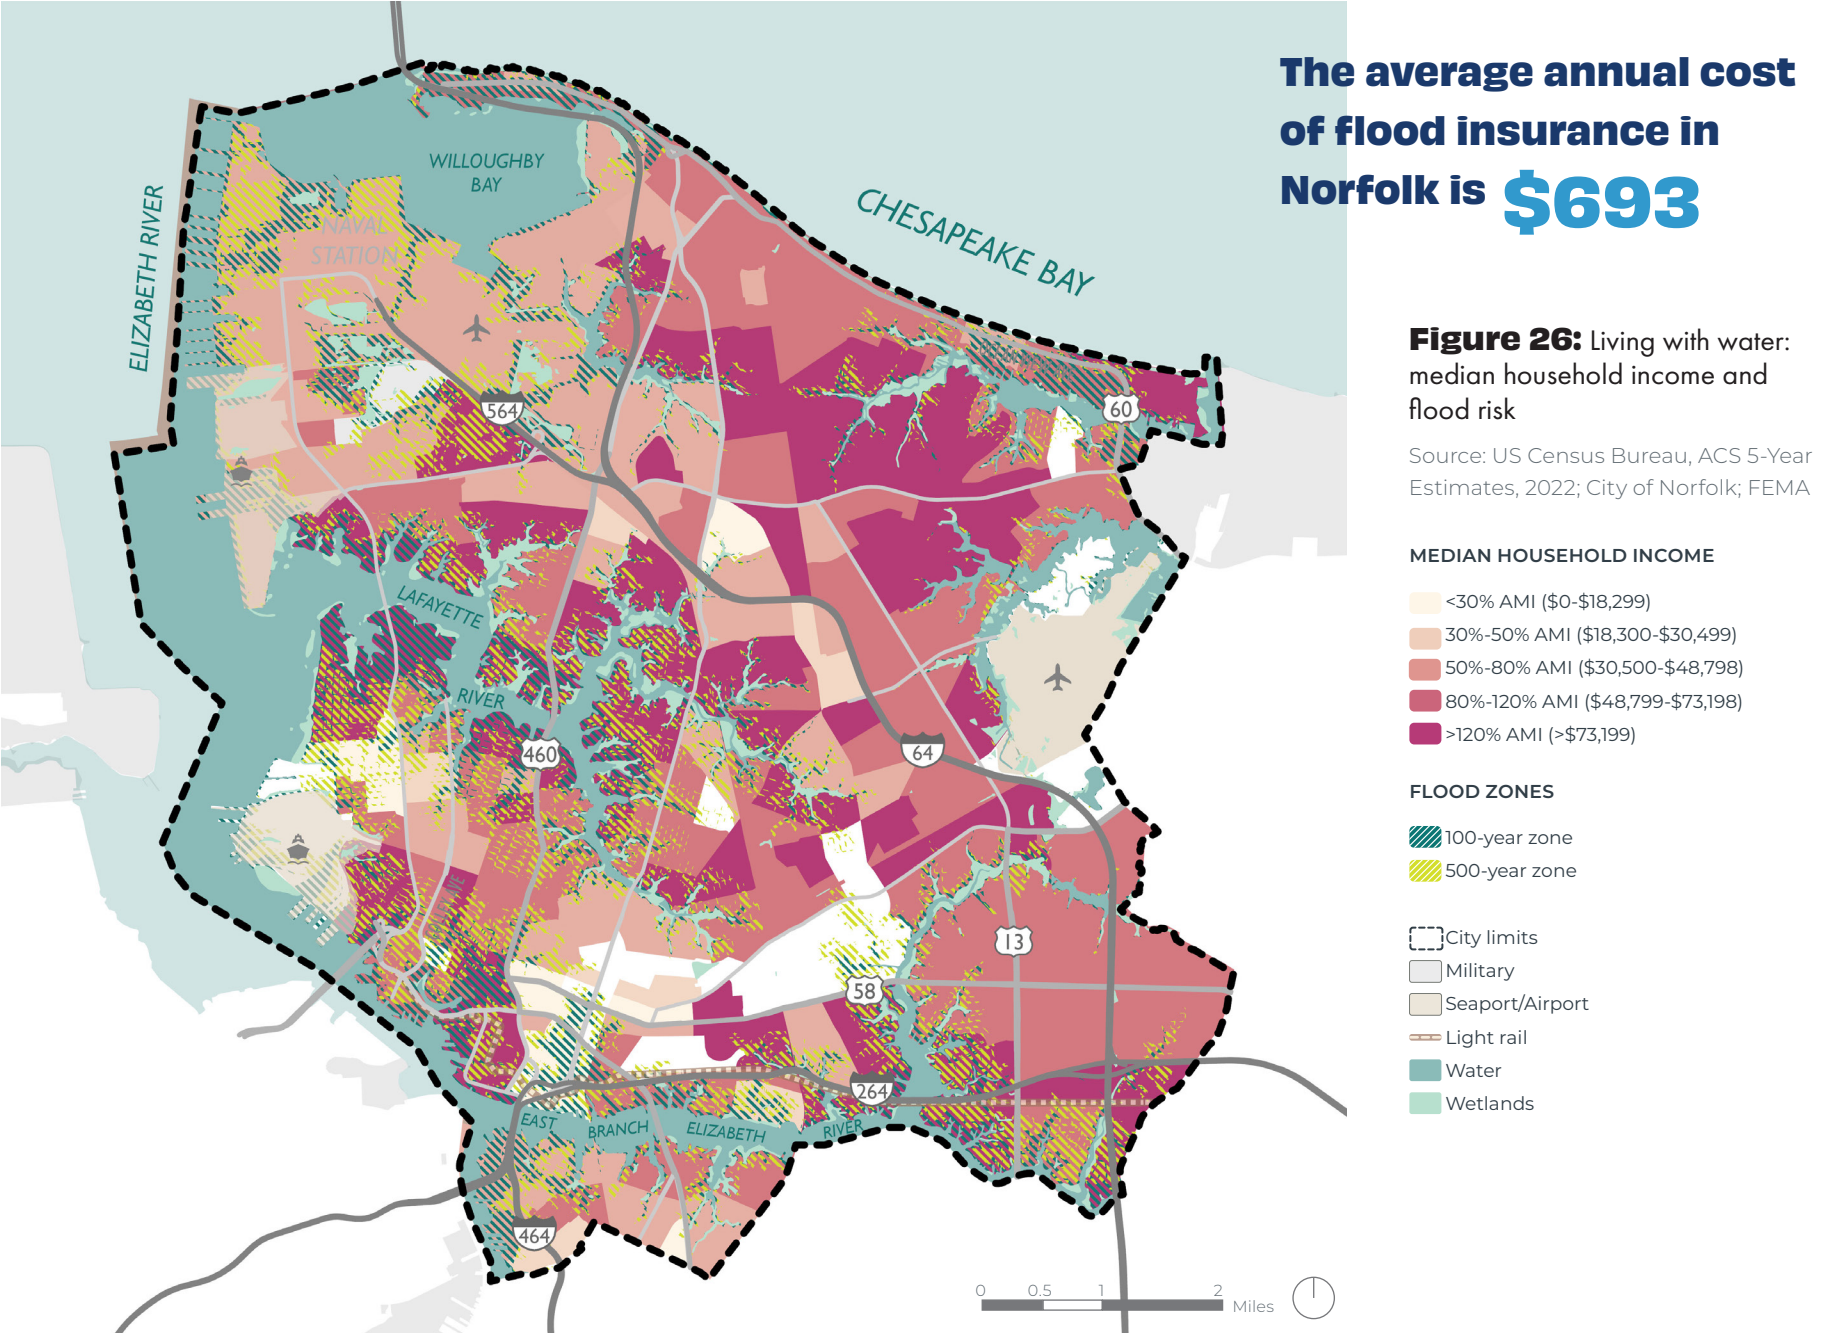 The average annual cost
of flood insurance in
Norfolk is $693
WILLOUGHBY
BAY
CHESAPEAKE BAY
ELIZABETH RIVER
NAVAL
STATION
564
60
LAFAYETTE
RIVER
460
64
13
58
264
EAST BRANCH ELIZABETH RIVER
464
0 0.5 1 2 Miles
Figure 26: Living with water:
median household income and
flood risk
Source: US Census Bureau, ACS 5-Year
Estimates, 2022; City of Norfolk; FEMA
MEDIAN HOUSEHOLD INCOME
<30% AMI ($0-$18,299)
30%-50% AMI ($18,300-$30,499)
50%-80% AMI ($30,500-$48,798)
80%-120% AMI ($48,799-$73,198)
>120% AMI (>$73,199)
FLOOD ZONES
100-year zone
500-year zone
City limits
Military
Seaport/Airport
Light rail
Water
Wetlands